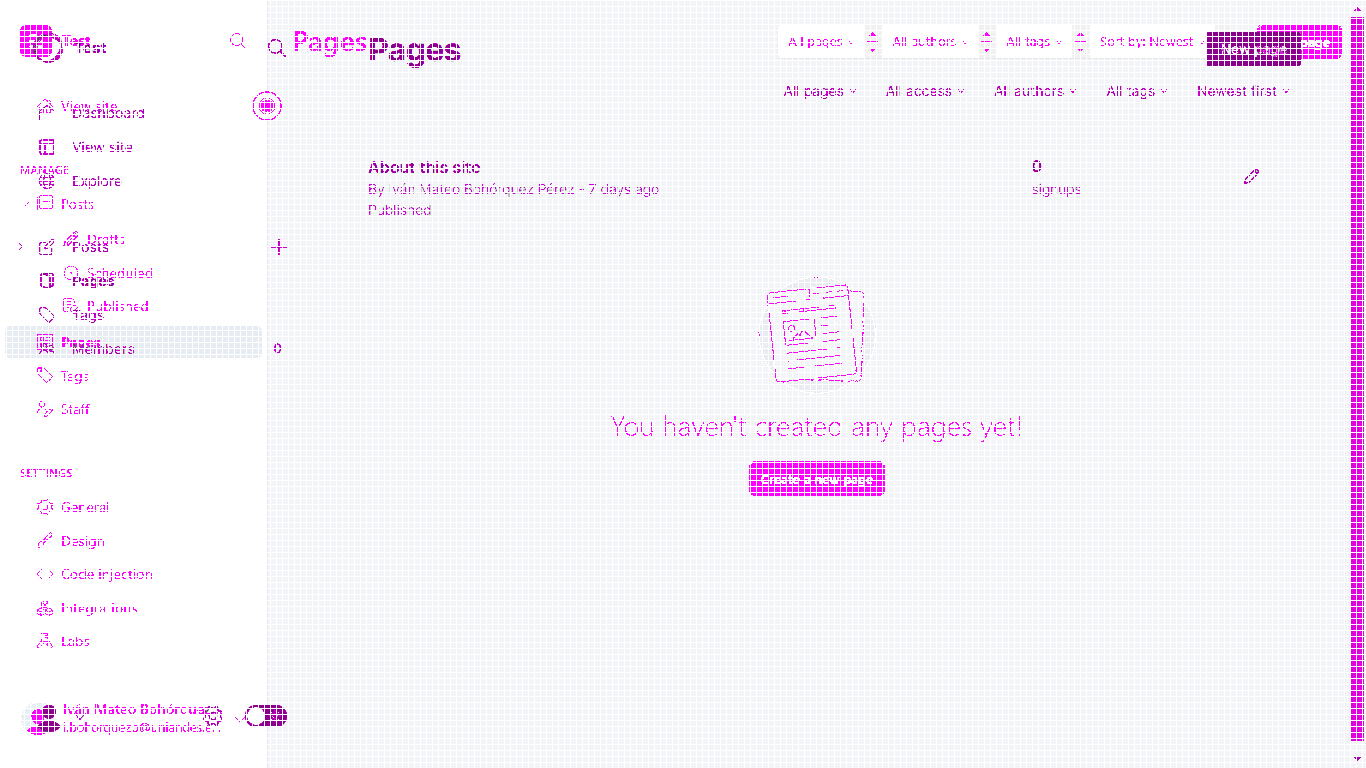 Test
Test
Pages
Pages
All pages
All authors
All tags
Sort by: Newest
New page
View site
Dashboard
All pages
All access
All authors
All tags
Newest first
View site
MANAGE
Explore
Posts
About this site
0
By Iván Mateo Bohórquez Pérez - 7 days ago
signups
Published
Drafts
Posts
Scheduled
Pages
Published
Tags
Pages
Members
0
Tags
Staff
You haven't created any pages yet!
SETTINGS
Create a new page
General
Design
Code injection
Integrations
Labs
Iván Mateo Bohórque